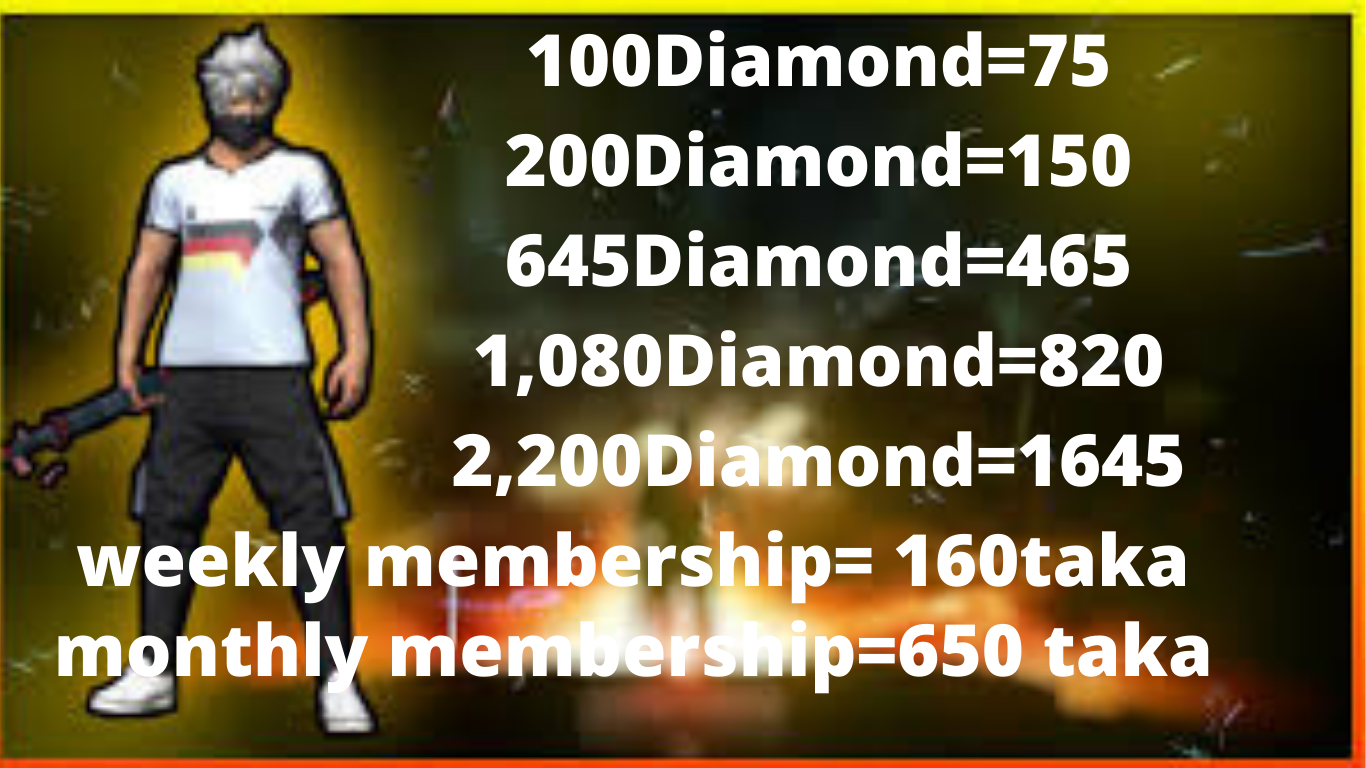 100Diamond=75
200Diamond=150
645Diamond=465
1,080Diamond=820
2,200Diamond=1645
weekly membership= 160taka
monthly membership=650 taka